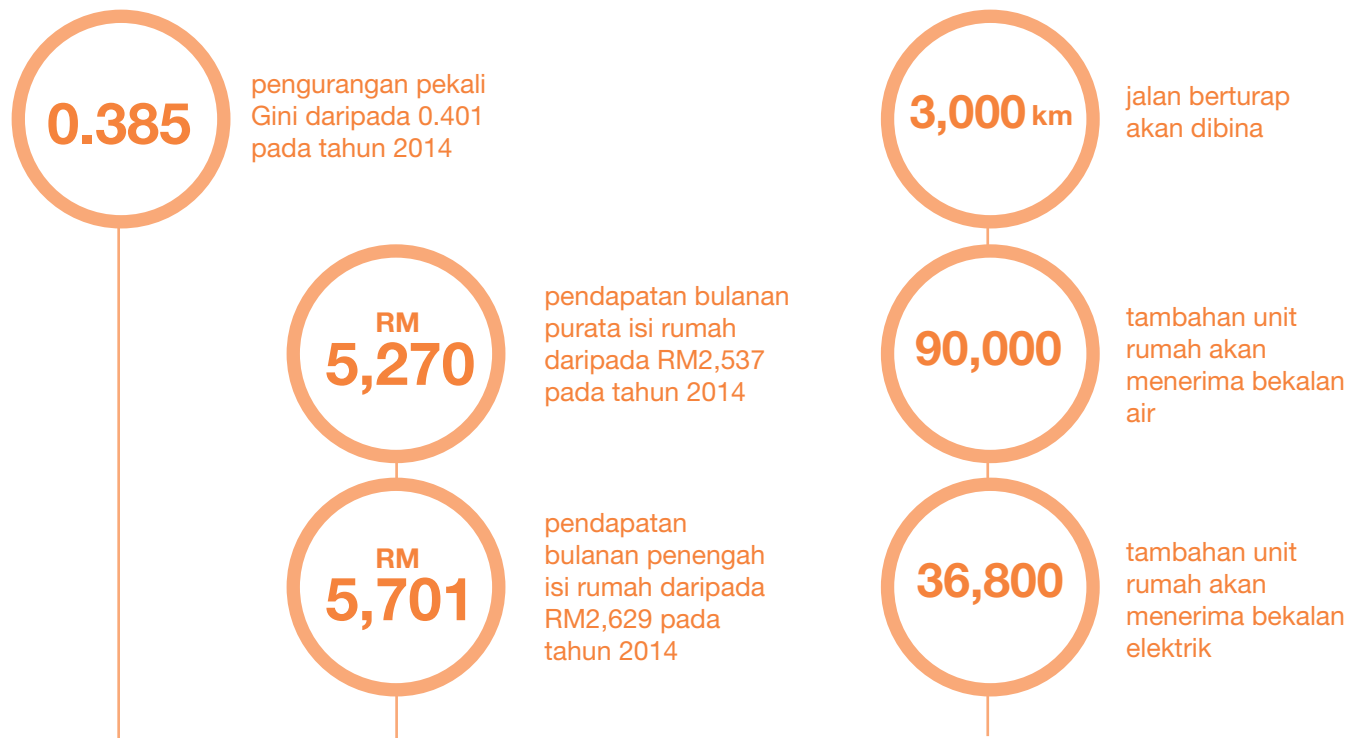 0.385
pengurangan pekali
Gini daripada 0.401
pada tahun 2014
RM
5,270
pendapatan bulanan
purata isi rumah
daripada RM2,537
pada tahun 2014
RM
5,701
pendapatan
bulanan penengah
isi rumah daripada
RM2,629 pada
tahun 2014
3,000 km
jalan berturap
akan dibina
90,000
tambahan unit
rumah akan
menerima bekalan
air
36,800
tambahan unit
rumah akan
menerima bekalan
elektrik